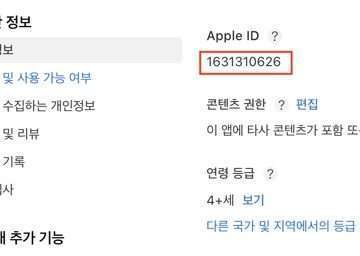 정보
정보
및 사용 가능 여부
수집하는 개인정보
및 리뷰
기록
추가 기능
Apple ID ?
1631310626
콘텐츠 권한 ? 편집
이 앱에 타사 콘텐츠가 포함 또는
연령 등급 ?
4+세 보기
다른 국가 및 지역에서의 등급